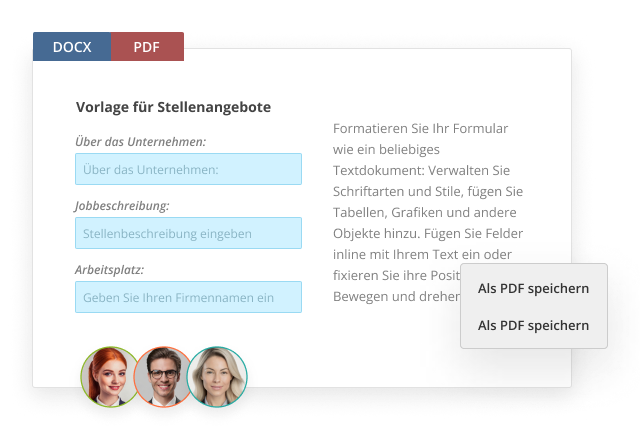 DOCX PDF
Vorlage für Stellenangebote
Über das Unternehmen:
Über das Unternehmen:
Jobbeschreibung:
Stellenbeschreibung eingeben
Arbeitsplatz:
Geben Sie Ihren Firmennamen ein
Formatieren Sie Ihr Formular
wie ein beliebiges
Textdokument: Verwalten Sie
Schriftarten und Stile, fügen Sie
Tabellen, Grafiken und andere
Objekte hinzu. Fügen Sie Felder
inline mit Ihrem Text ein oder
fixieren Sie ihre Posit
Bewegen und drehen
Als PDF speichern
Als PDF speichern